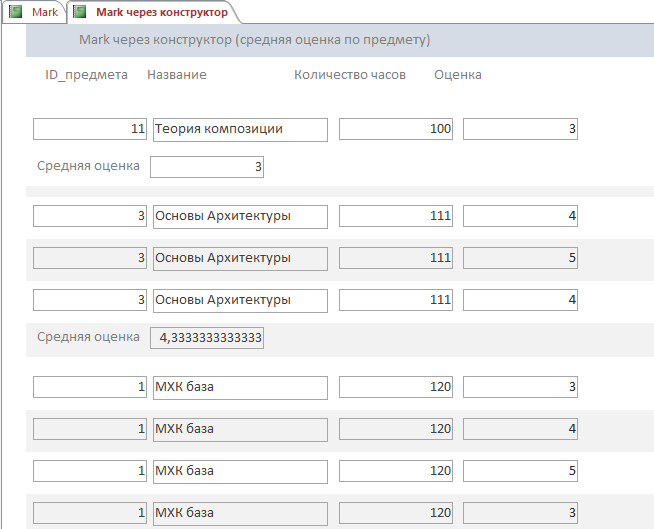 Mark Mark через конструктор
Mark через конструктор (средняя оценка по предмету)
ID_предмета Название Количество часов Оценка
11 Теория композиции 100 3
Средняя оценка 3
3 Основы Архитектуры 111 4
3 Основы Архитектуры 111 5
3 Основы Архитектуры 111 4
Средняя оценка 4,3333333333333
1 МХК база 120 3
1 МХК база 120 4
1 МХК база 120 5
1 МХК база 120 3